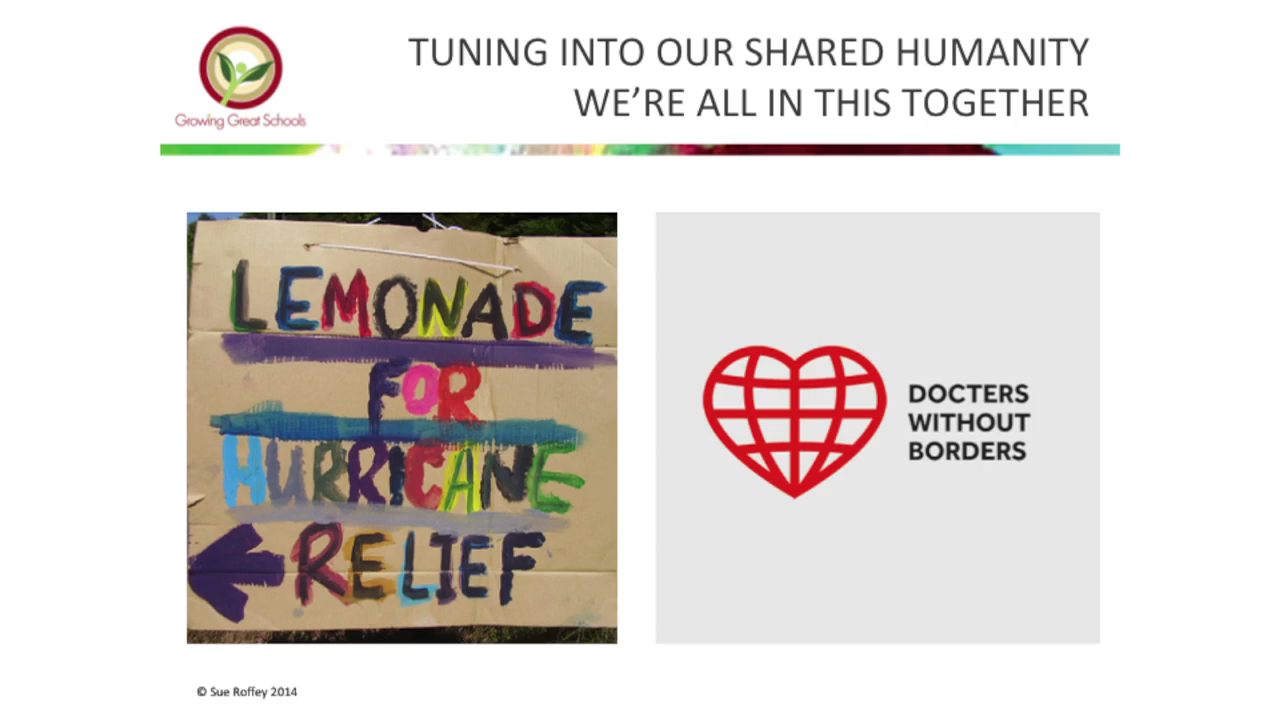 Growing Great Schools
TUNING INTO OUR SHARED HUMANITY
WE'RE ALL IN THIS TOGETHER
LEMONADE
FOR
HURRICANE
RELIEF
DOCTERS
WITHOUT
BORDERS
© Sue Roffey 2014